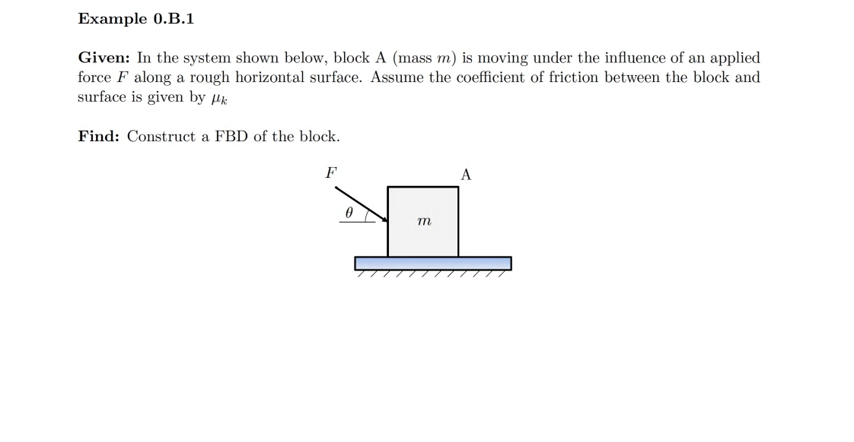 Example 0.B.1
Given: In the system shown below, block A (mass m) is moving under the influence of an applied
force F along a rough horizontal surface. Assume the coefficient of friction between the block and
surface is given by μk
Find: Construct a FBD of the block.
F
A
θ
m